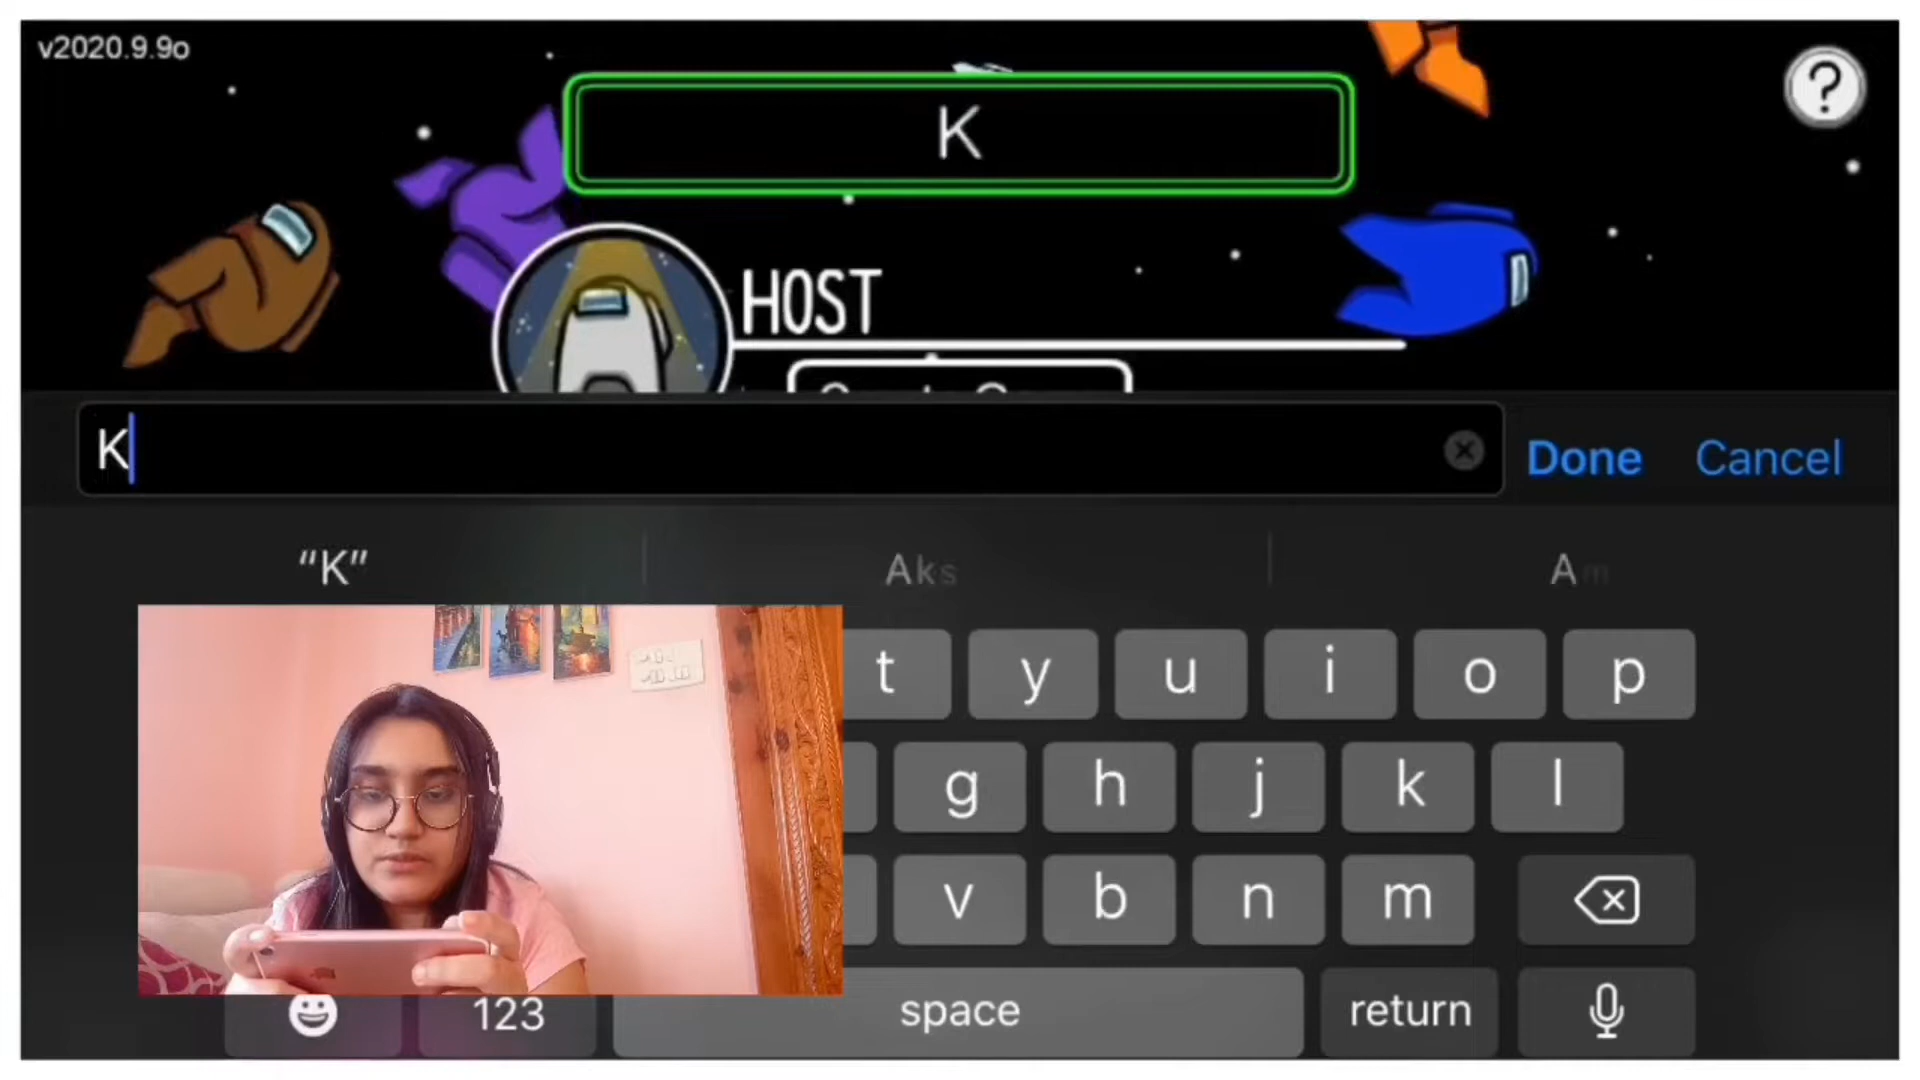 v2020.9.9o
?
K
HOST
K
Done Cancel
“K” Aks A
t y u i o p
g h j k l
v b n m
123 space return